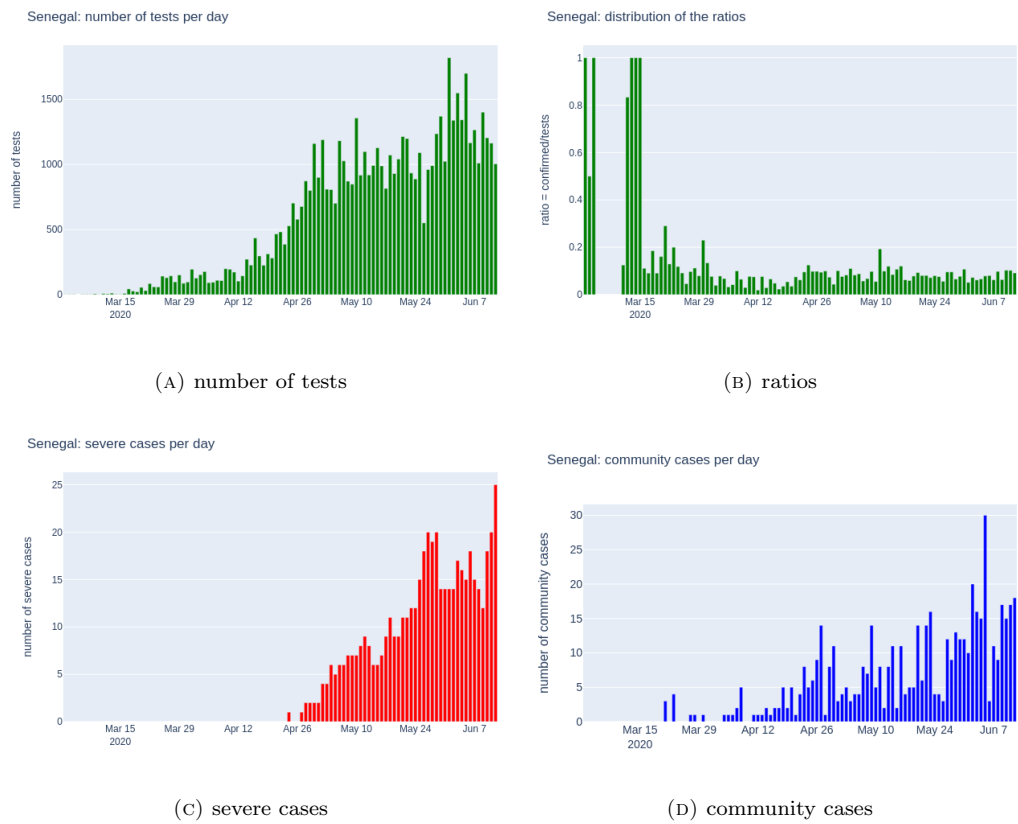 Senegal: number of tests per day
number of tests
1500
1000
500
0
Mar 15 Mar 29 Apr 12 Apr 26 May 10 May 24 Jun 7
2020
(A) number of tests
Senegal: distribution of the ratios
ratio = confirmed/tests
1
0.8
0.6
0.4
0.2
0
Mar 15 Mar 29 Apr 12 Apr 26 May 10 May 24 Jun 7
2020
(B) ratios
Senegal: severe cases per day
number of severe cases
25
20
15
10
5
0
Mar 15 Mar 29 Apr 12 Apr 26 May 10 May 24 Jun 7
2020
(C) severe cases
Senegal: community cases per day
number of community cases
30
25
20
15
10
5
0
Mar 15 Mar 29 Apr 12 Apr 26 May 10 May 24 Jun 7
2020
(D) community cases